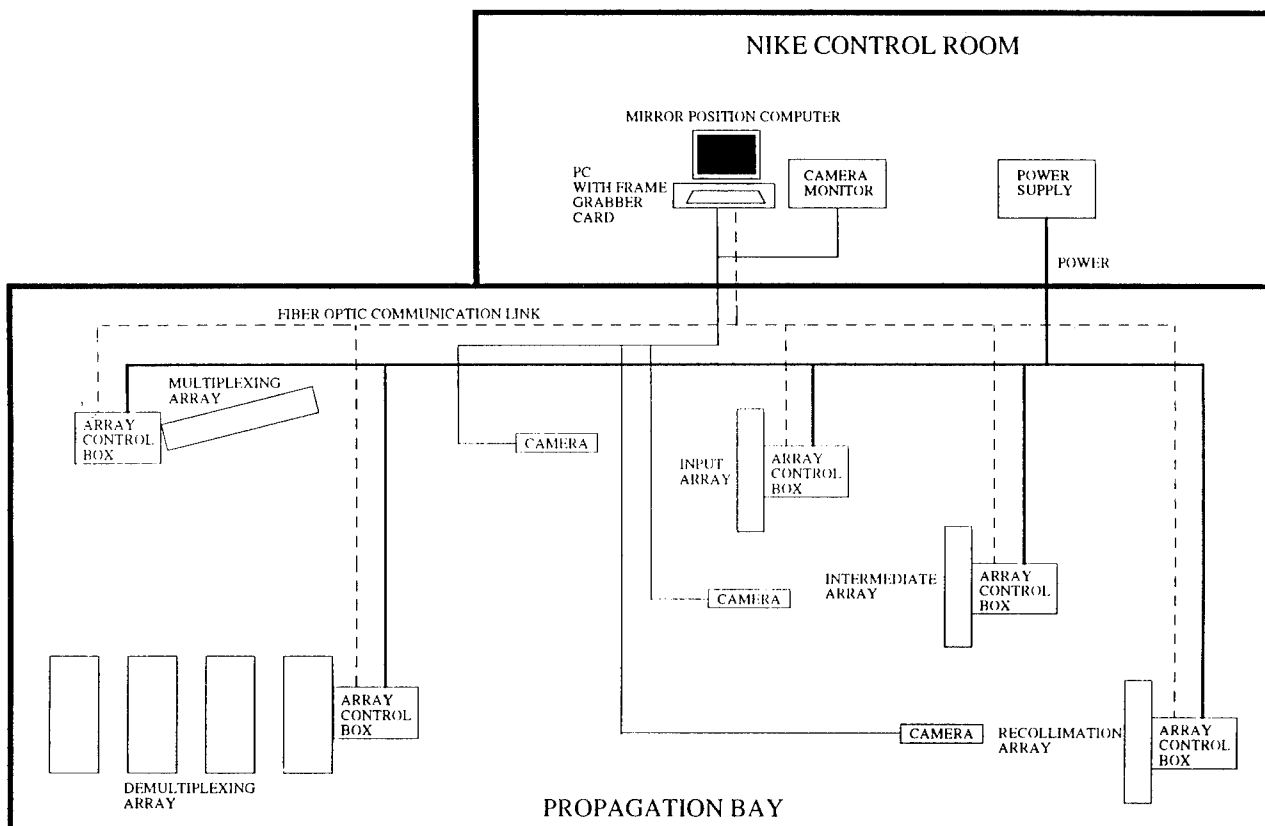 NIKE CONTROL ROOM
MIRROR POSITION COMPUTER
PC
WITH FRAME
GRABBER
CARD
CAMERA
MONITOR
POWER
SUPPLY
POWER
FIBER OPTIC COMMUNICATION LINK
MULTIPLEXING
ARRAY
ARRAY
CONTROL
BOX
CAMERA
INPUT
ARRAY
ARRAY
CONTROL
BOX
INTERMEDIATE
ARRAY
ARRAY
CONTROL
BOX
CAMERA
ARRAY
CONTROL
BOX
DEMULTIPLEXING
ARRAY
CAMERA
RECOLLIMATION
ARRAY
ARRAY
CONTROL
BOX
PROPAGATION BAY